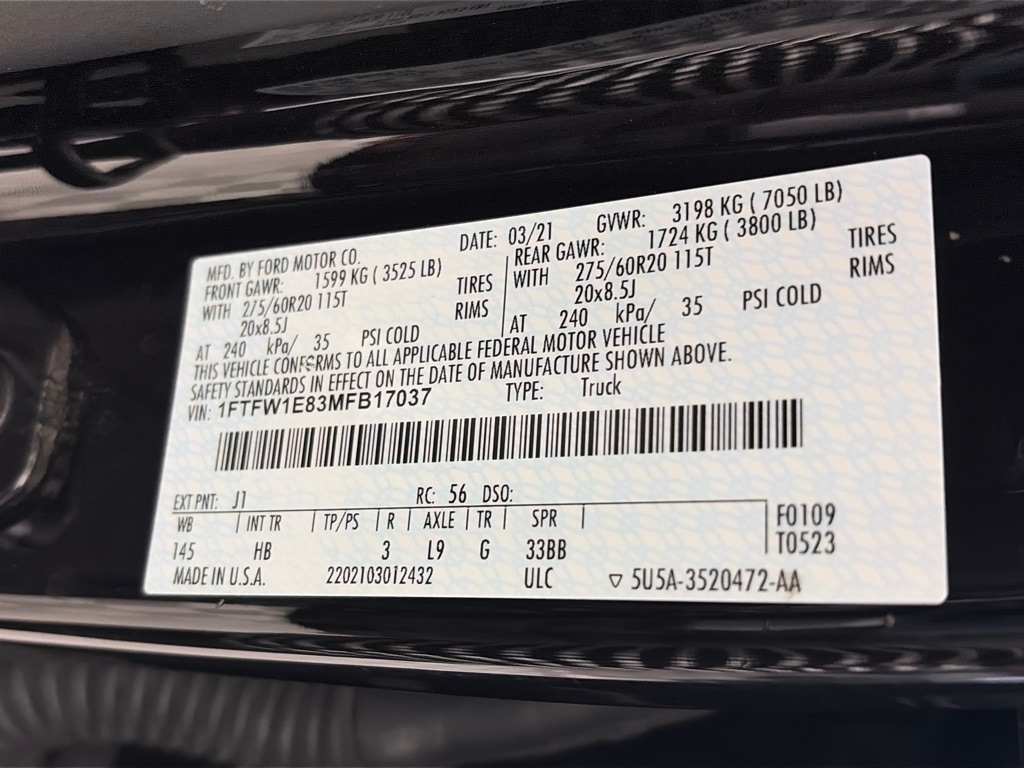 MFD. BY FORD MOTOR CO. DATE: 03/21 GVWR: 3198 KG ( 7050 LB)
FRONT GAWR: 1599 KG ( 3525 LB) REAR GAWR: 1724 KG ( 3800 LB)
WITH 275/60R20 115T TIRES WITH 275/60R20 115T TIRES
20x8.5J RIMS 20x8.5J RIMS
AT 240 kPa/ 35 PSI COLD AT 240 kPa/ 35 PSI COLD
THIS VEHICLE CONFORMS TO ALL APPLICABLE FEDERAL MOTOR VEHICLE
SAFETY STANDARDS IN EFFECT ON THE DATE OF MANUFACTURE SHOWN ABOVE.
VIN: 1FTFW1E83MFB17037 TYPE: Truck
EXT PNT: J1 RC: 56 DSO:
WB INT TR TP/PS R AXLE TR SPR F0109
145 HB 3 L9 G 33BB T0523
MADE IN U.S.A. 2202103012432 ULC ▽ 5U5A-3520472-AA